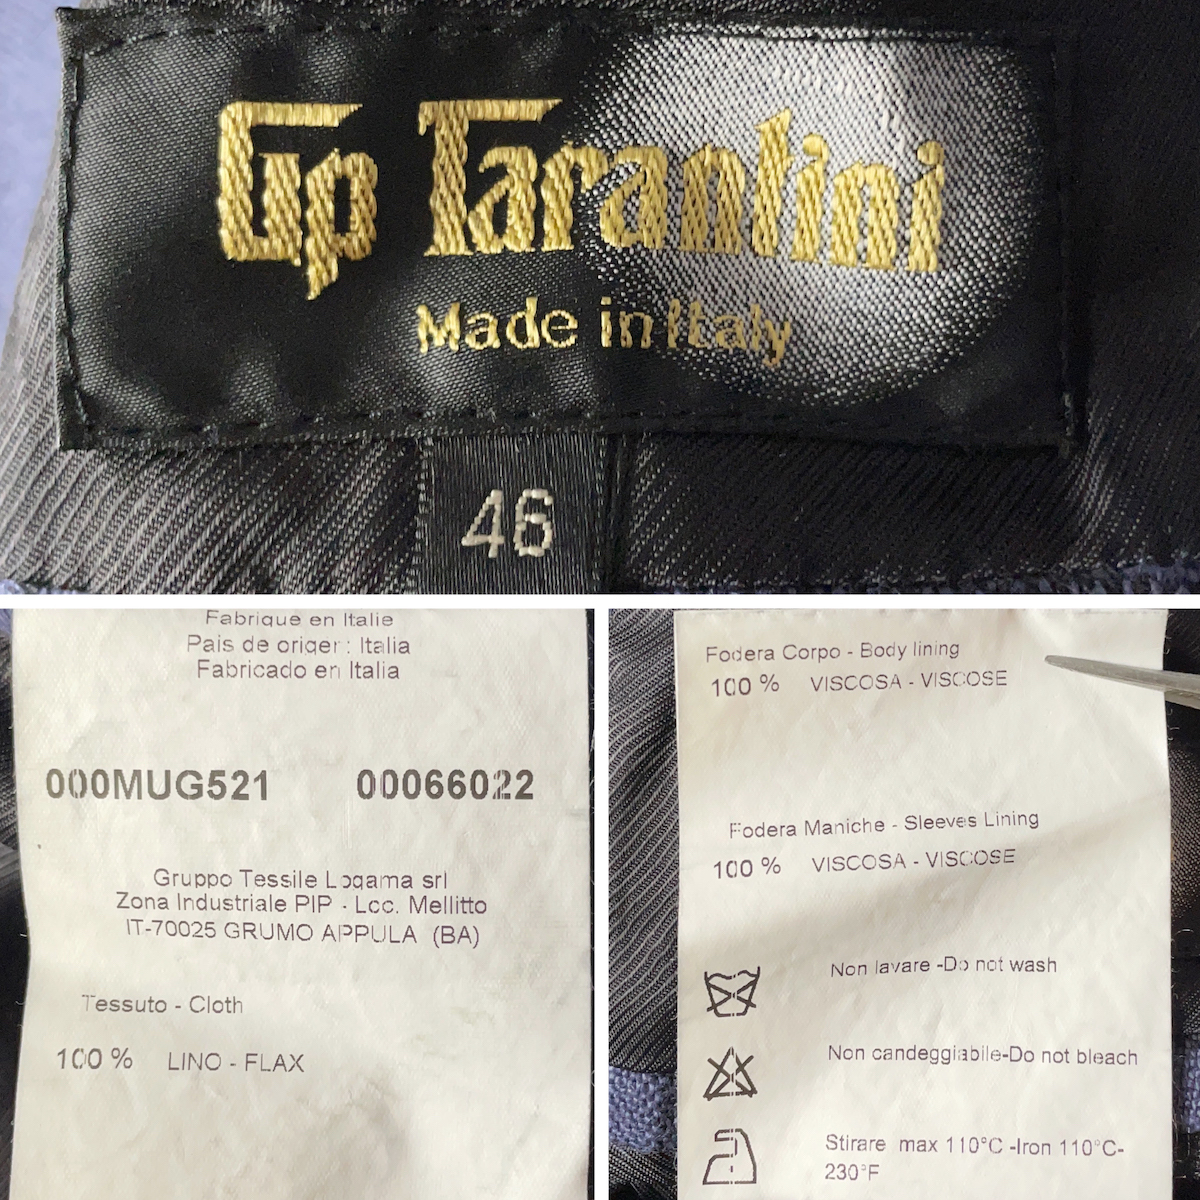 Gp Tarantini
Made in Italy
46
Fabrique en Italie
Pais de origer : Italia
Fabricado en Italia
000MUG521 00066022
Gruppo Tessile Logama srl
Zona Industriale PIP - Loc. Mellitto
IT-70025 GRUMO APPULA (BA)
Tessuto - Cloth
100 % LINO - FLAX
Fodera Corpo - Body lining
100 % VISCOSA - VISCOSE
Fodera Maniche - Sleeves Lining
100 % VISCOSA - VISCOSE
Non lavare -Do not wash
Non candeggiabile-Do not bleach
Stirare max 110°C -Iron 110°C-
230°F